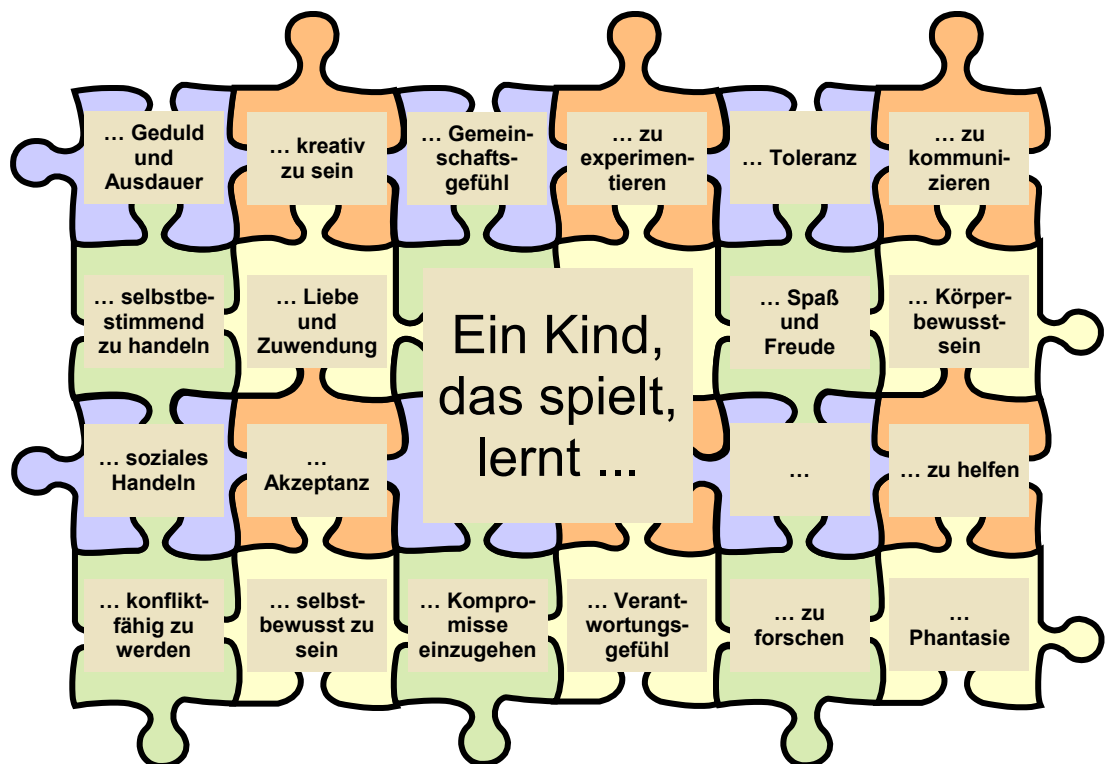 … Geduld
und
Ausdauer
… kreativ
zu sein
… Gemein-
schafts-
gefühl
… zu
experimen-
tieren
… Toleranz
… zu
kommuni-
zieren
… selbstbe-
stimmend
zu handeln
… Liebe
und
Zuwendung
Ein Kind,
das spielt,
lernt ...
… Spaß
und
Freude
… Körper-
bewusst-
sein
… soziales
Handeln
…
Akzeptanz
…
… zu helfen
… konflikt-
fähig zu
werden
… selbst-
bewusst zu
sein
… Kompro-
misse
einzugehen
… Verant-
wortungs-
gefühl
… zu
forschen
…
Phantasie